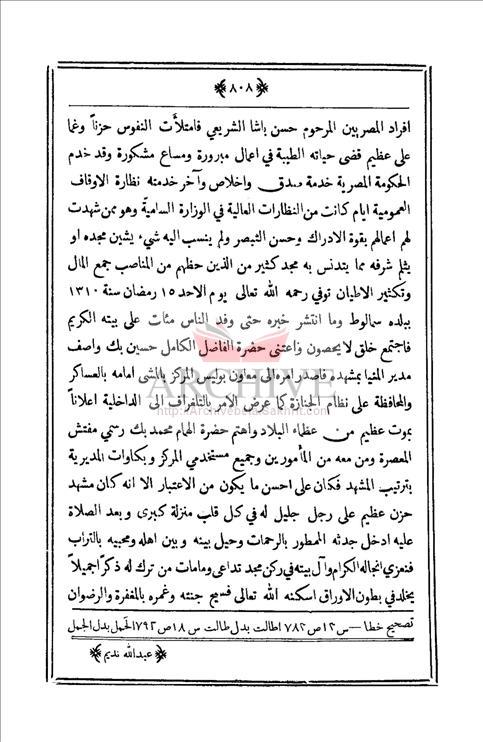 ﴿٨٠٨﴾
افراد المصريين المرحوم حسن باشا الشريعي فامتلأت النفوس حزناً وغما
على عظيم قضى حياته الطيبة في اعمال مبرورة ومساع مشكورة وقد خدم
الحكومة المصرية خدمة صدق واخلاص وآخر خدمته نظارة الاوقاف
العمومية ايام كانت من النظارات العالية في الوزارة السامية وهو ممن شهدت
لهم اعمالهم بقوة الادراك وحسن التبصر ولم ينسب اليه شيء يشين مجده او
يثلم شرفه مما يتدنس به مجد كثير من الذين حظهم من المناصب جمع المال
وتكثير الاطيان توفي رحمه الله تعالى يوم الاحد ١٥ رمضان سنة ١٣١٠
ببلده سمالوط وما انتشر خبره حتى وفد الناس مئات على بيته الكريم
فاجتمع خلق لا يحصون واعتنى حضرة الفاضل الكامل حسين بك واصف
مدير المنيا بمشهده فاصدر امره الى معاون بوليس المركز بالمشي امامه بالعساكر
والمحافظة على نظام الجنازة كما عرض الامر بالتلغراف الى الداخلية اعلاناً
بموت عظيم من عظماء البلاد واهتم حضرة الهمام محمد بك رسمي مفتش
المعصرة ومن معه من المأمورين وجميع مستخدمي المركز وبكاوات المديرية
بترتيب المشهد فكان على احسن ما يكون من الاعتبار الا انه كان مشهد
حزن عظيم على رجل جليل له في كل قلب منزلة كبرى وبعد الصلاة
عليه ادخل جدثه الممطور بالرحمات وحيل بينه وبين اهله ومحبيه بالتراب
فنعزي انجاله الكرام وآل بيته في ركن مجد تداعى ومامات من ترك له ذكراً جميلاً
يخلد في بطون الاوراق اسكنه الله تعالى فسيح جنته وغمره بالمغفرة والرضوان
تصحيح خطا — س ١٢ ص ٧٨٢ اطالت بدل طالت س ١٨ ص ٧٩٢ الحمل بدل الجمل
﴿عبدالله نديم﴾
ARCHIVE
http://Archivebeta.Sakhrit.com